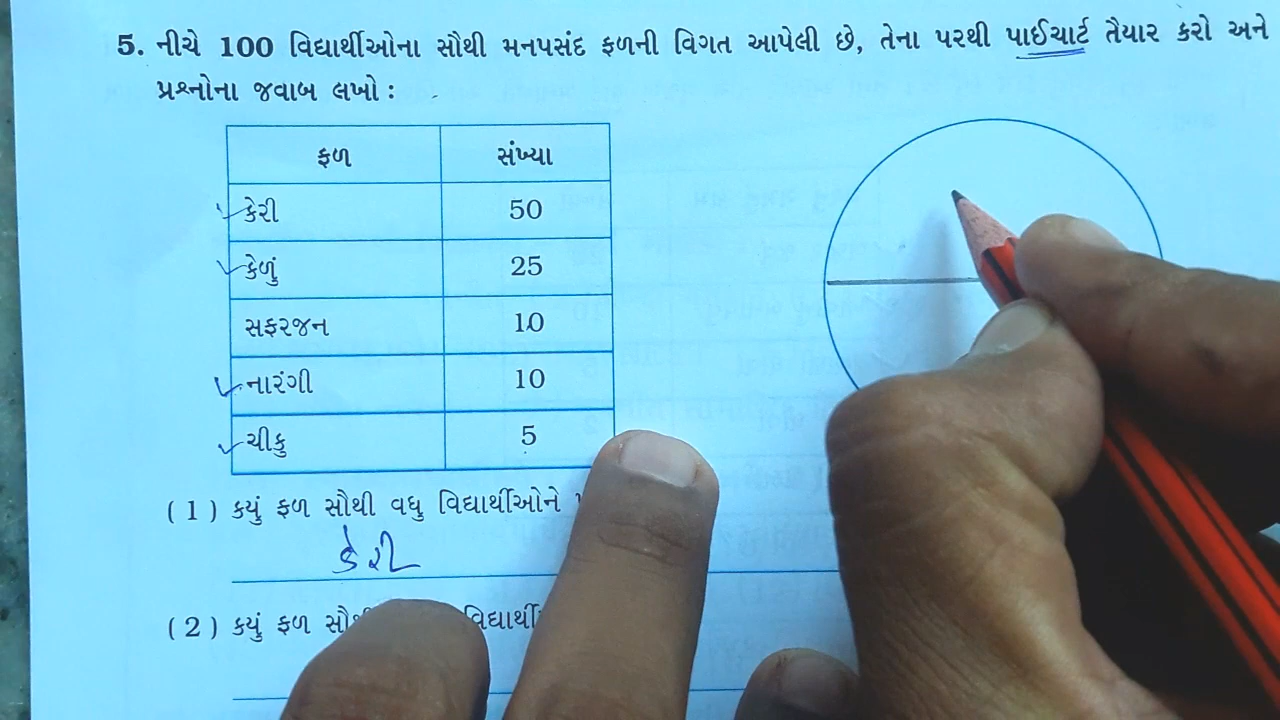 5. નીચે 100 વિદ્યાર્થીઓના સૌથી મનપસંદ ફળની વિગત આપેલી છે, તેના પરથી પાઈચાર્ટ તૈયાર કરો અને
પ્રશ્નોના જવાબ લખો :
ફળ સંખ્યા
કેરી 50
કેળું 25
સફરજન 10
નારંગી 10
ચીકુ 5
(1) કયું ફળ સૌથી વધુ વિદ્યાર્થીઓને
કેરી
(2) કયું ફળ